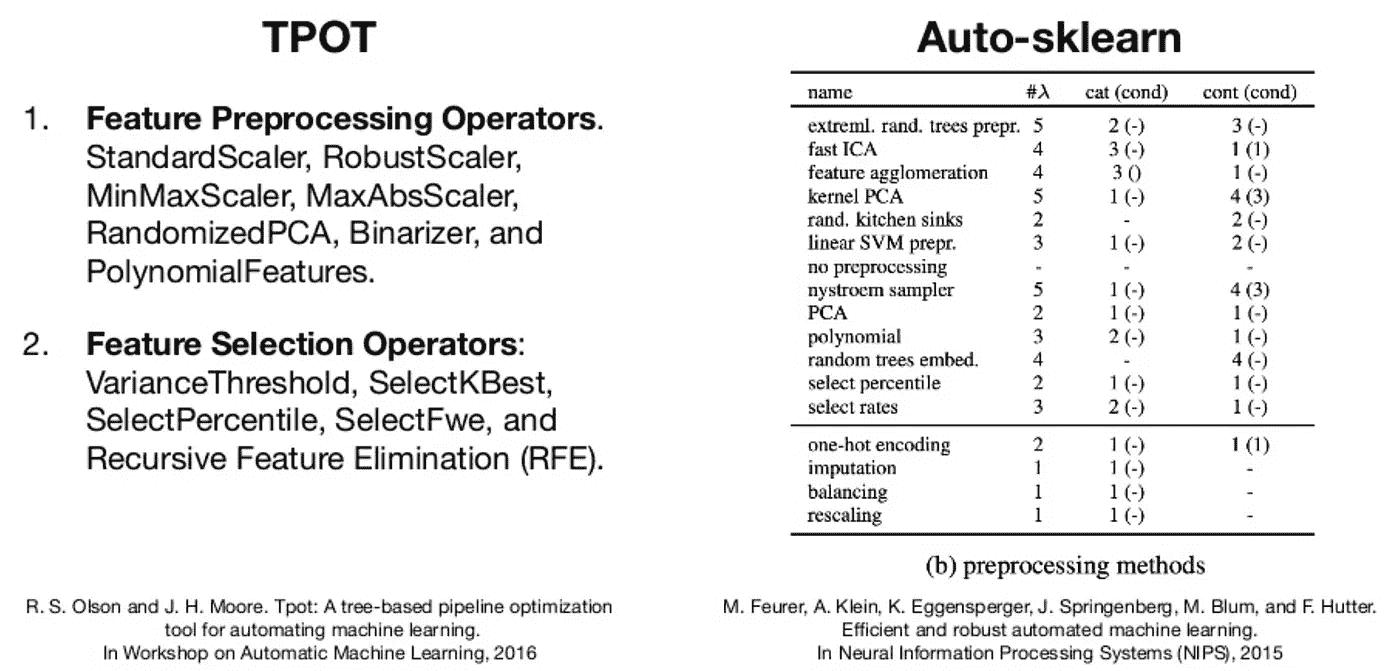 TPOT
1. Feature Preprocessing Operators.
StandardScaler, RobustScaler,
MinMaxScaler, MaxAbsScaler,
RandomizedPCA, Binarizer, and
PolynomialFeatures.
2. Feature Selection Operators:
VarianceThreshold, SelectKBest,
SelectPercentile, SelectFwe, and
Recursive Feature Elimination (RFE).
R. S. Olson and J. H. Moore. Tpot: A tree-based pipeline optimization
tool for automating machine learning.
In Workshop on Automatic Machine Learning, 2016
Auto-sklearn
name #λ cat (cond) cont (cond)
extreml. rand. trees prepr. 5 2 (-) 3 (-)
fast ICA 4 3 (-) 1 (1)
feature agglomeration 4 3 () 1 (-)
kernel PCA 5 1 (-) 4 (3)
rand. kitchen sinks 2 - 2 (-)
linear SVM prepr. 3 1 (-) 2 (-)
no preprocessing - - -
nystroem sampler 5 1 (-) 4 (3)
PCA 2 1 (-) 1 (-)
polynomial 3 2 (-) 1 (-)
random trees embed. 4 - 4 (-)
select percentile 2 1 (-) 1 (-)
select rates 3 2 (-) 1 (-)
one-hot encoding 2 1 (-) 1 (1)
imputation 1 1 (-) -
balancing 1 1 (-) -
rescaling 1 1 (-) -
(b) preprocessing methods
M. Feurer, A. Klein, K. Eggensperger, J. Springenberg, M. Blum, and F. Hutter.
Efficient and robust automated machine learning.
In Neural Information Processing Systems (NIPS), 2015